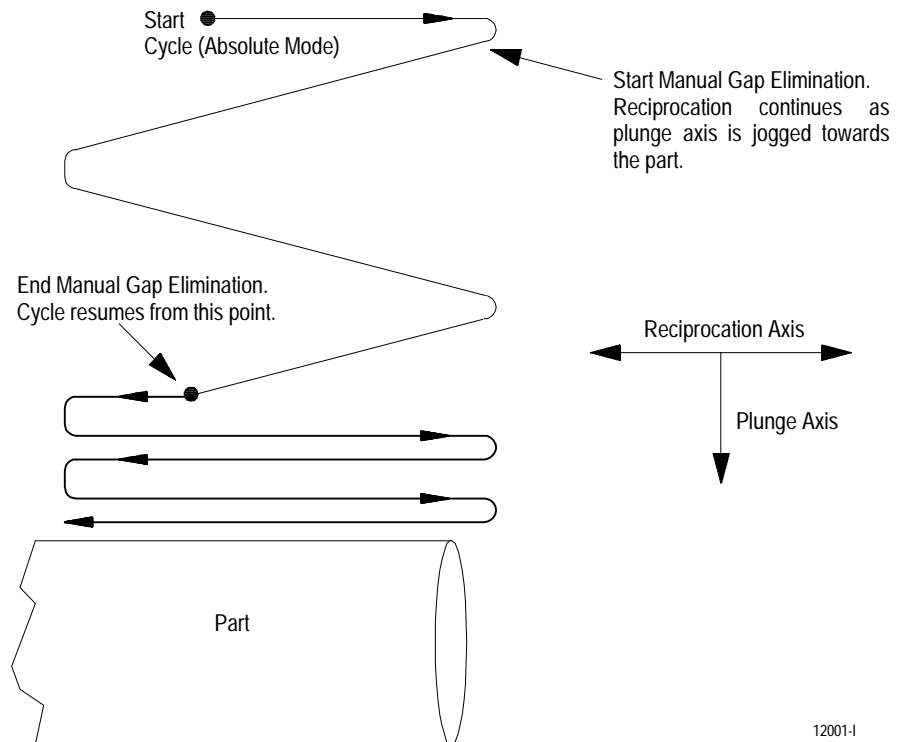 Start
Cycle (Absolute Mode)
Start Manual Gap Elimination.
Reciprocation continues as
plunge axis is jogged towards
the part.
End Manual Gap Elimination.
Cycle resumes from this point.
Reciprocation Axis
Plunge Axis
Part
12001-I